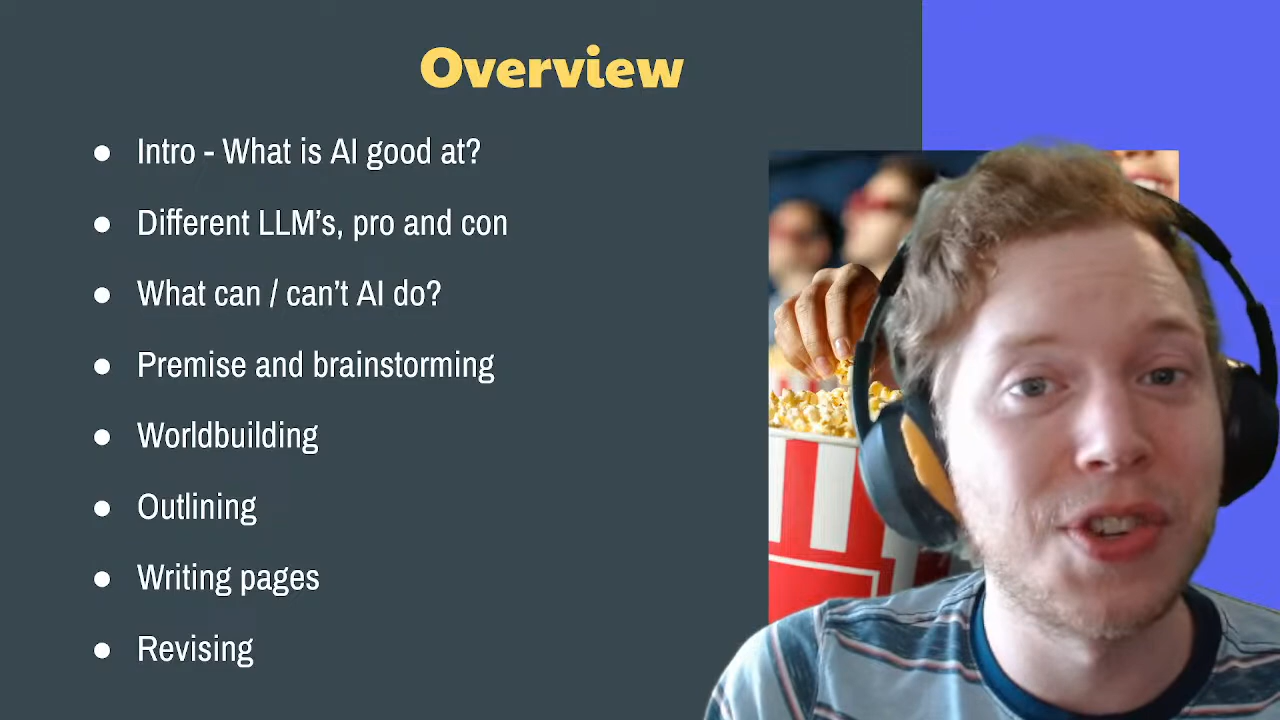 Overview
Intro - What is AI good at?
Different LLM's, pro and con
What can / can't AI do?
Premise and brainstorming
Worldbuilding
Outlining
Writing pages
Revising